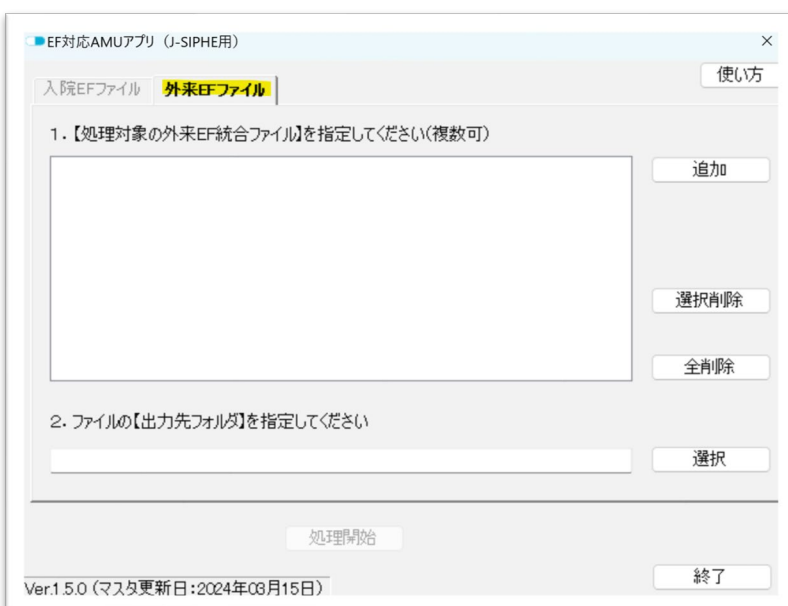 EF対応AMUアプリ（J-SIPHE用）
×
使い方
入院EFファイル 外来EFファイル
1．【処理対象の外来EF統合ファイル】を指定してください(複数可)
追加
選択削除
全削除
2．ファイルの【出力先フォルダ】を指定してください
選択
処理開始
終了
Ver.1.5.0 (マスタ更新日：2024年03月15日)